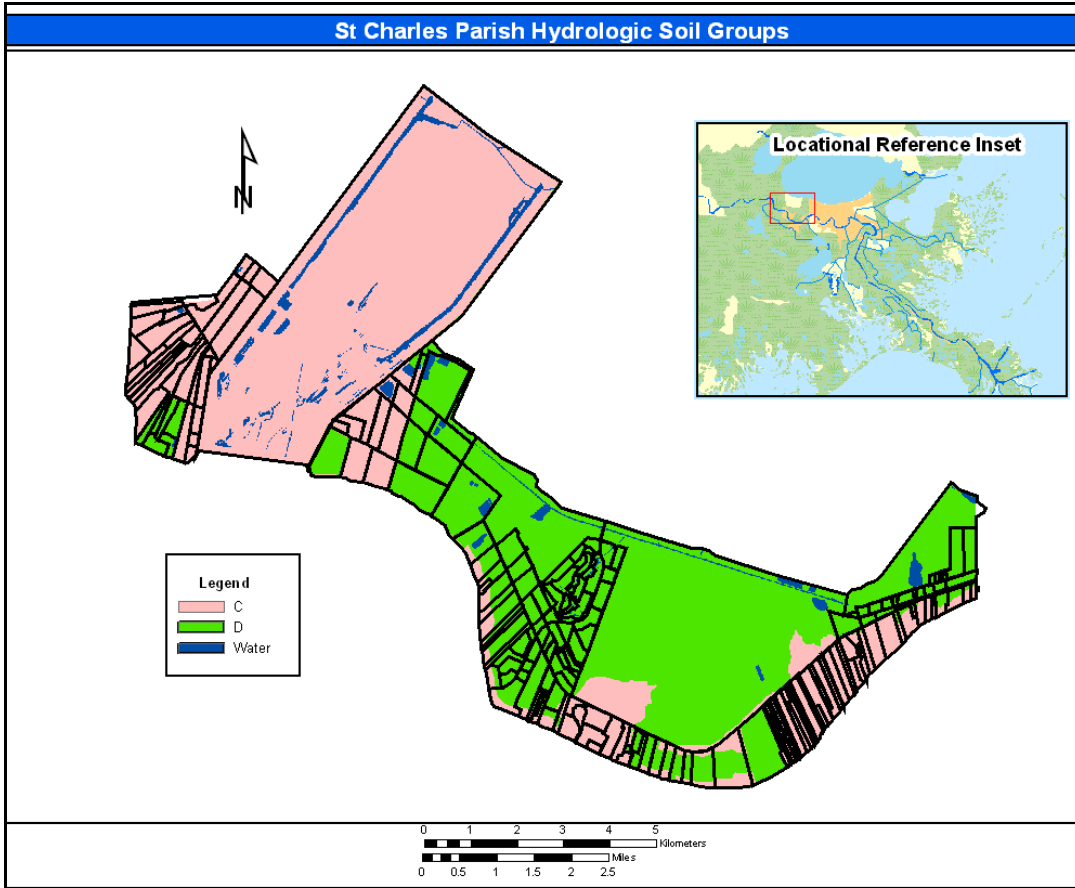 St Charles Parish Hydrologic Soil Groups
Locational Reference Inset
N
Legend
C
D
Water
0 1 2 3 4 5
Kilometers
Miles
0 0.5 1 1.5 2 2.5